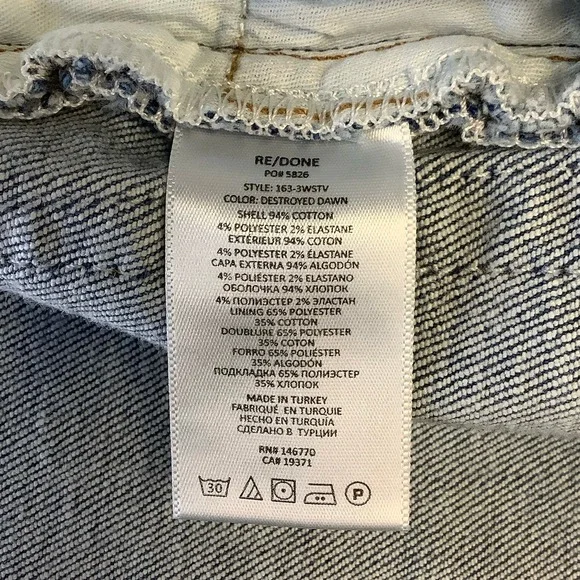 RE/DONE
PO# 5826
STYLE: 163-3WSTV
COLOR: DESTROYED DAWN
SHELL 94% COTTON
4% POLYESTER 2% ELASTANE
EXTÉRIEUR 94% COTON
4% POLYESTER 2% ÉLASTANE
CAPA EXTERNA 94% ALGODÓN
4% POLIÉSTER 2% ELASTANO
ОБОЛОЧКА 94% ХЛОПОК
4% ПОЛИЭСТЕР 2% ЭЛАСТАН
LINING 65% POLYESTER
35% COTTON
DOUBLURE 65% POLYESTER
35% COTON
FORRO 65% POLIÉSTER
35% ALGODÓN
ПОДКЛАДКА 65% ПОЛИЭСТЕР
35% ХЛОПОК
MADE IN TURKEY
FABRIQUÉ EN TURQUIE
HECHO EN TURQUÍA
СДЕЛАНО В ТУРЦИИ
RN# 146770
CA# 19371
30 P